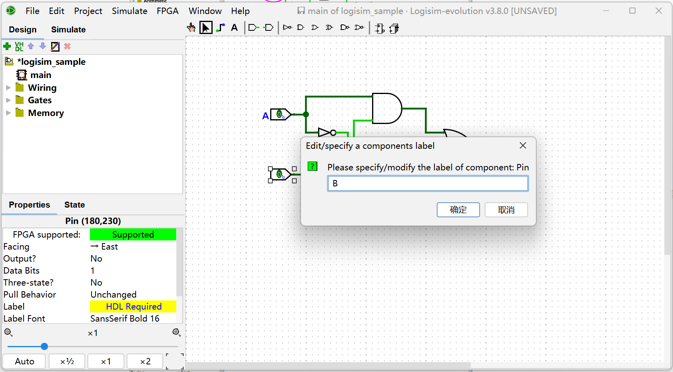 main of logisim_sample — Logisim-evolution v3.8.0 [UNSAVED]
File Edit Project Simulate FPGA Window Help
Design Simulate
*logisim_sample
main
Wiring
Gates
Memory
A
Edit/specify a components label
Please specify/modify the label of component: Pin
B
确定 取消
Properties State
Pin (180,230)
FPGA supported: Supported
Facing East
Output? No
Data Bits 1
Three-state? No
Pull Behavior Unchanged
Label HDL Required
Label Font SansSerif Bold 16
×1
Auto ×½ ×1 ×2